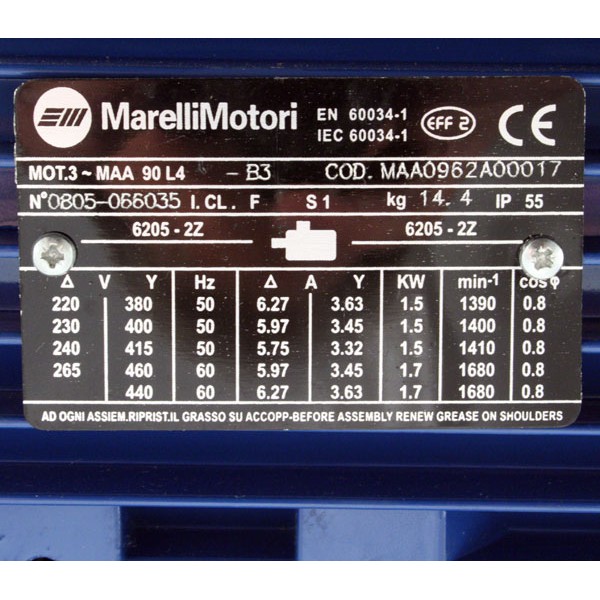 EM MarelliMotori EN 60034-1 EFF 2 CE
IEC 60034-1
MOT.3~MAA 90 L4 -B3 COD. MAA0962A00017
N°0805-066035 I.CL. F S1 kg 14.4 IP 55
6205-2Z 6205-2Z
Δ V Y Hz Δ A Y KW min-1 cosφ
220 380 50 6.27 3.63 1.5 1390 0.8
230 400 50 5.97 3.45 1.5 1400 0.8
240 415 50 5.75 3.32 1.5 1410 0.8
265 460 60 5.97 3.45 1.7 1680 0.8
440 60 6.27 3.63 1.7 1680 0.8
AD OGNI ASSIEM.RIPRIST.IL GRASSO SU ACCOPP-BEFORE ASSEMBLY RENEW GREASE ON SHOULDERS